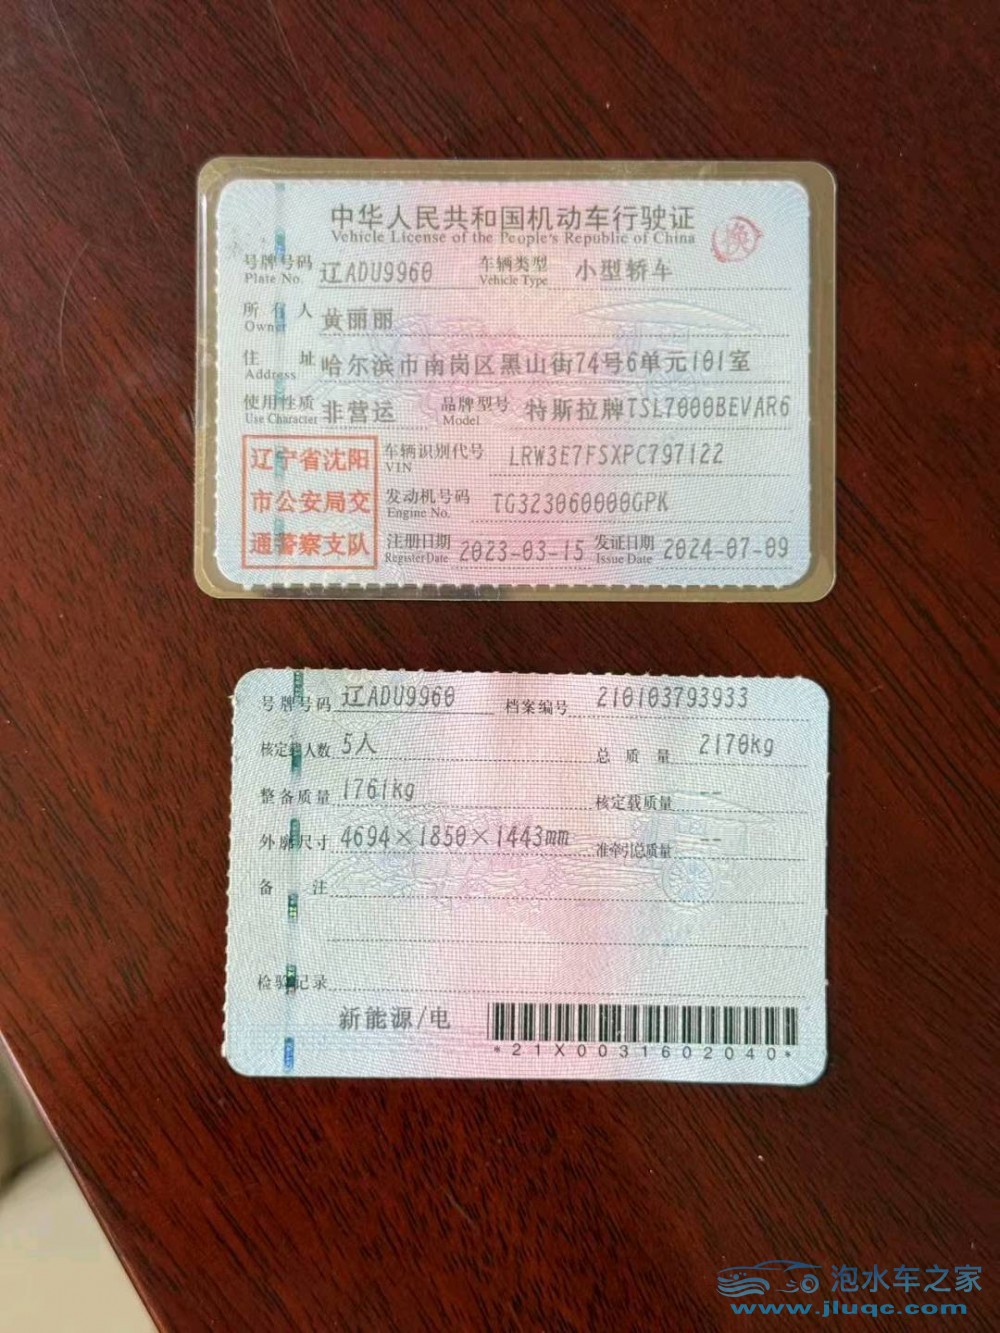 中华人民共和国机动车行驶证
Vehicle License of the People's Republic of China
换
号牌号码 辽ADU9960 车辆类型 小型轿车
Plate No. Vehicle Type
所有人 黄丽丽
Owner
住址 哈尔滨市南岗区黑山街74号6单元101室
Address
使用性质 非营运 品牌型号 特斯拉牌TSL7000BEVAR6
Use Character Model
辽宁省沈阳
市公安局交
通警察支队
车辆识别代号 LRW3E7FSXPC797122
VIN
发动机号码 TG323060000GPK
Engine No.
注册日期 2023-03-15 发证日期 2024-07-09
Register Date Issue Date
号牌号码 辽ADU9960 档案编号 210103793933
核定载人数 5人 总质量 2170kg
整备质量 1761kg 核定载质量 --
外廓尺寸 4694×1850×1443mm 准牵引总质量 --
备注
检验记录
新能源/电
*21X0031602040*
泡水车之家
www.jluqc.com